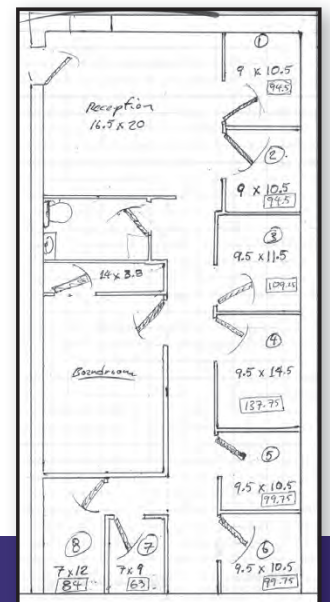 Reception
16.5 x 20
1
9 x 10.5
94.5
2
9 x 10.5
94.5
3
9.5 x 11.5
4
9.5 x 14.5
137.75
14 x 3.8
Boardroom
5
9.5 x 10.5
99.75
6
9.5 x 10.5
99.75
8
7 x 12
84
7
7 x 9
63